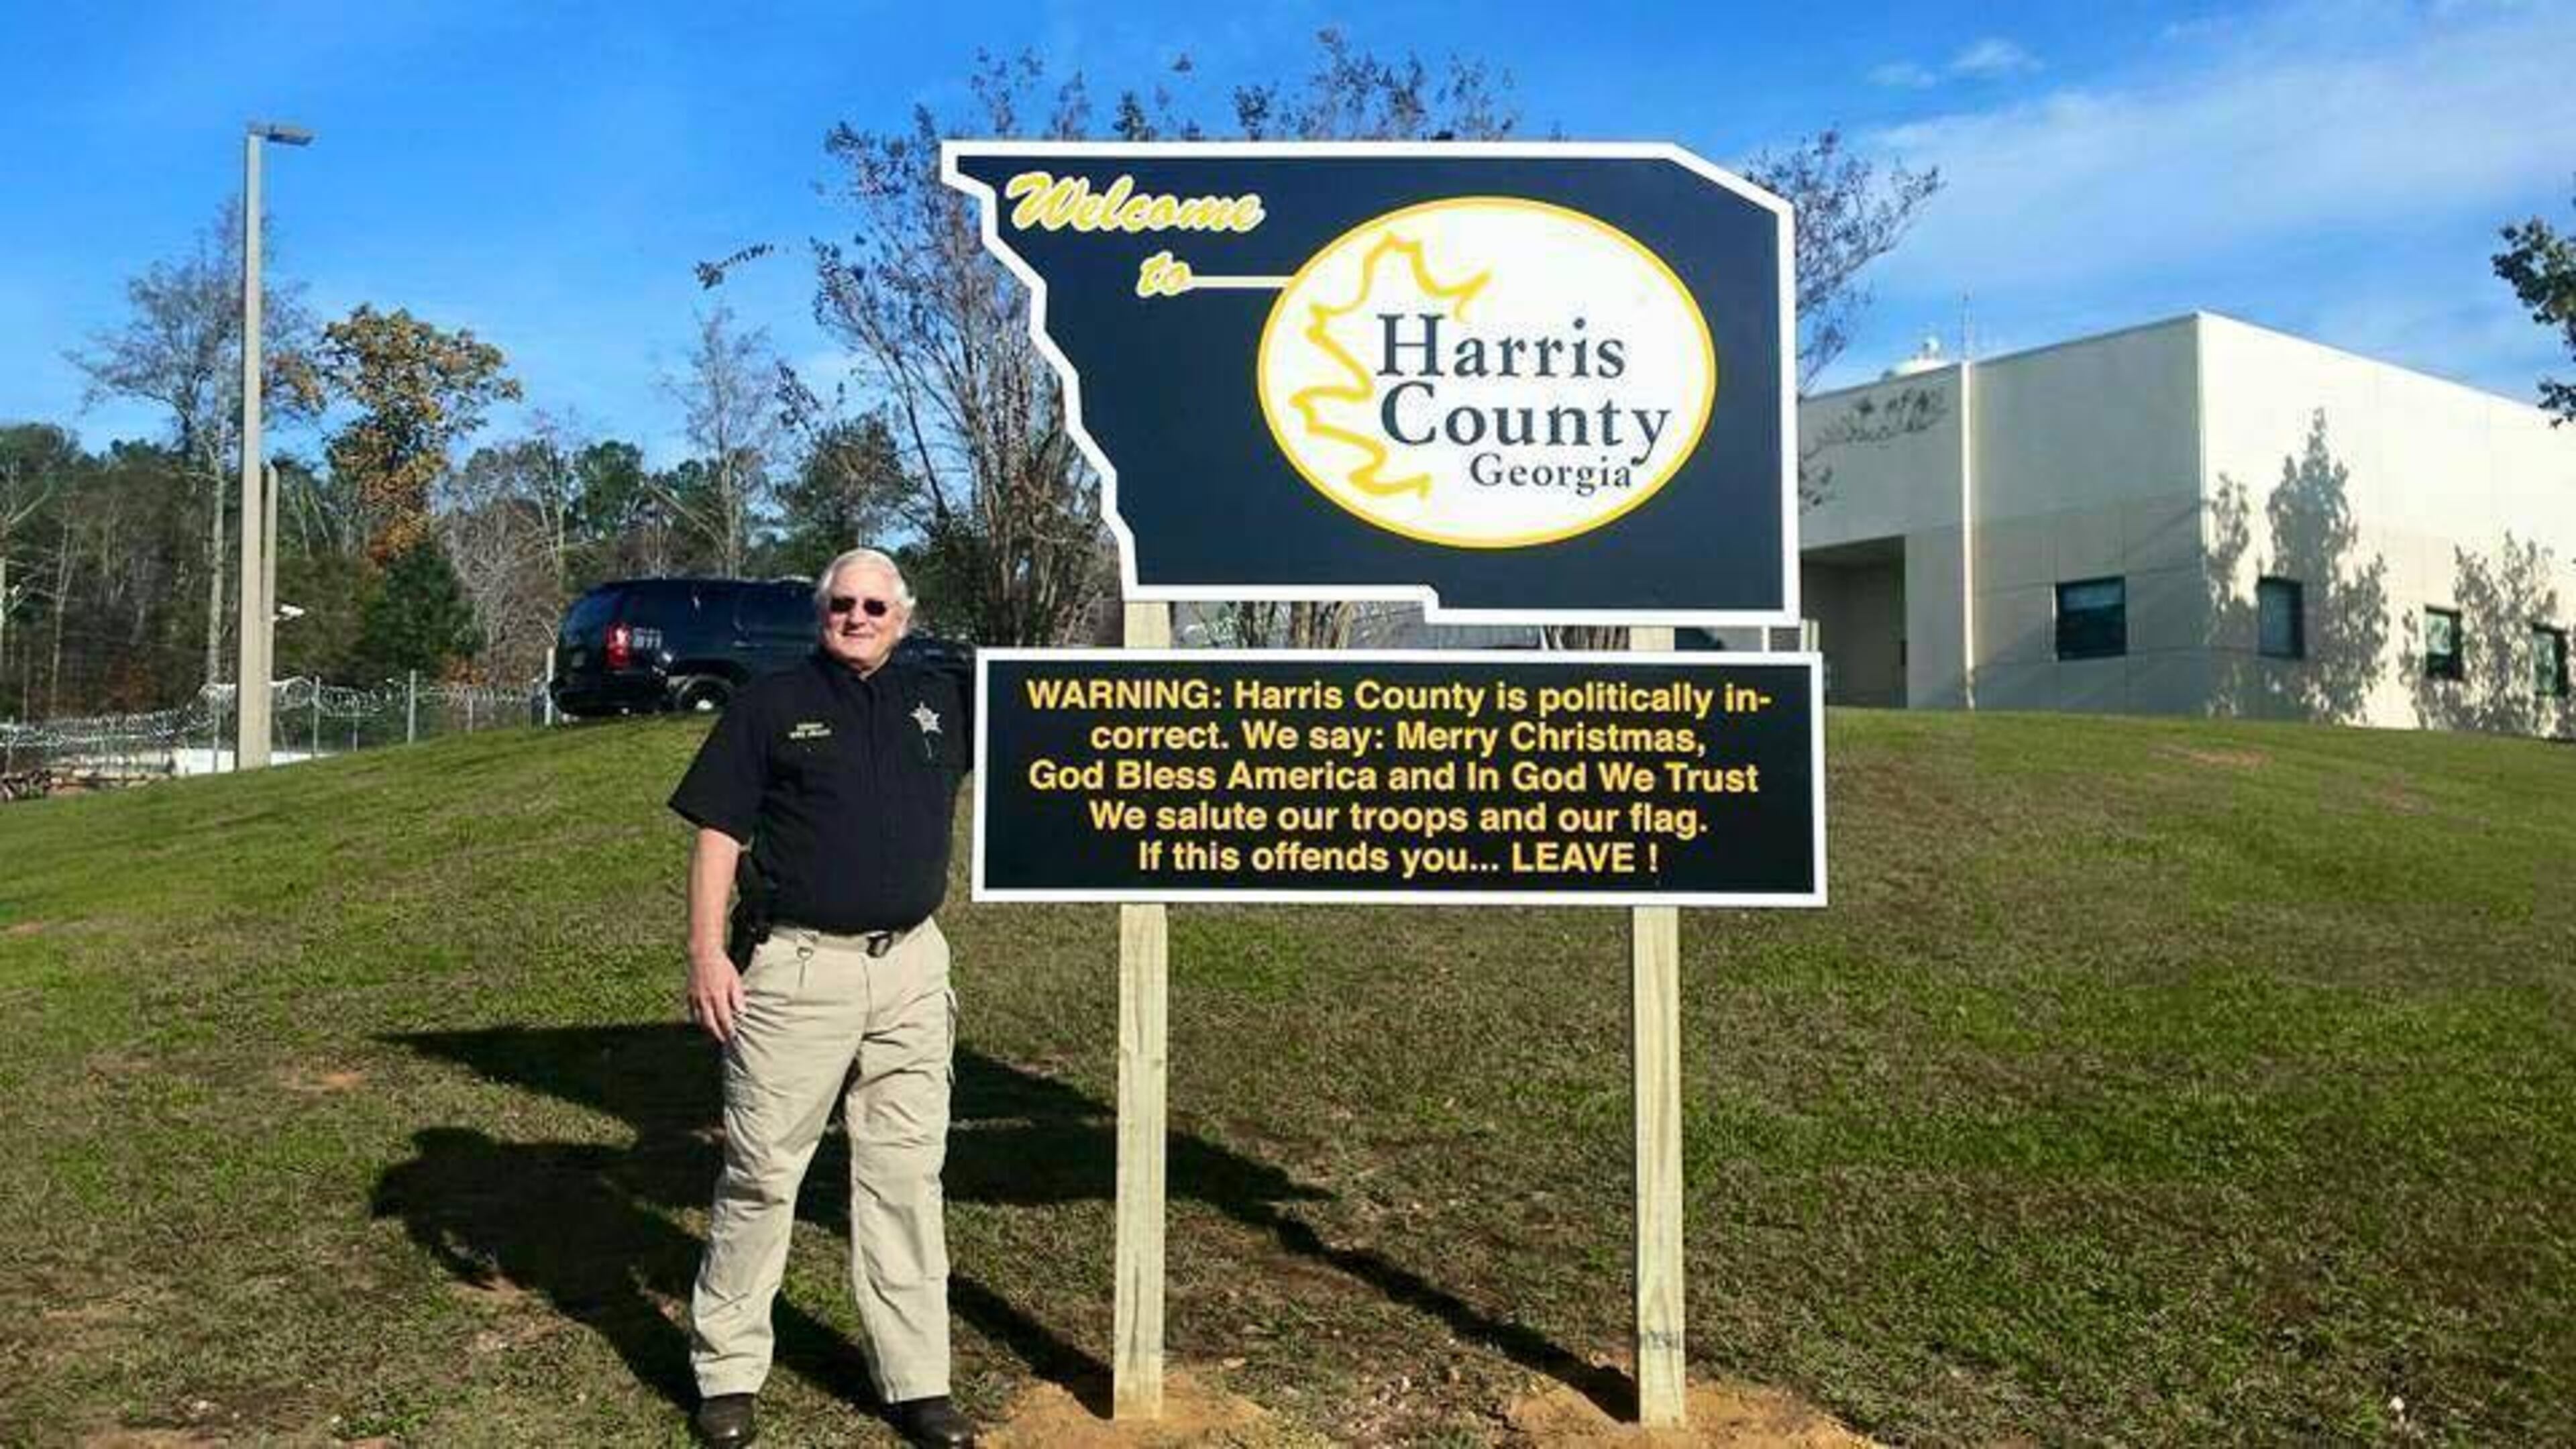 Welcome
to
Harris
County
Georgia
WARNING: Harris County is politically in-
correct. We say: Merry Christmas,
God Bless America and In God We Trust
We salute our troops and our flag.
If this offends you... LEAVE !
911